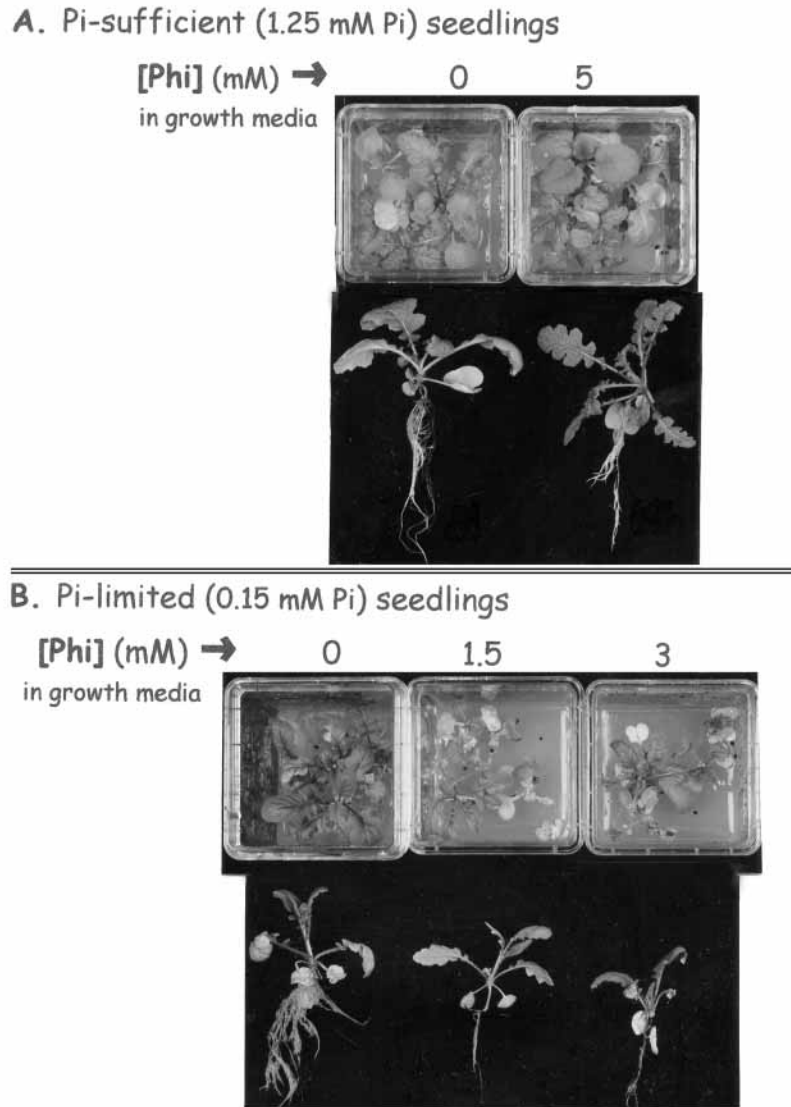 A. Pi-sufficient (1.25 mM Pi) seedlings
[Phi] (mM) ➔ 0 5
in growth media
B. Pi-limited (0.15 mM Pi) seedlings
[Phi] (mM) ➔ 0 1.5 3
in growth media